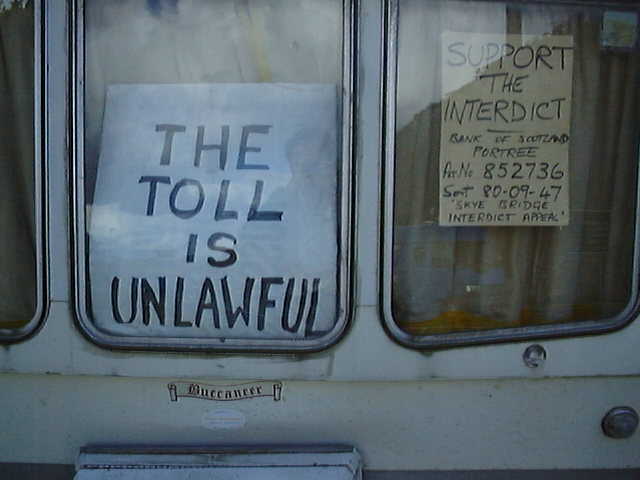 THE
TOLL
IS
UNLAWFUL
SUPPORT
THE
INTERDICT
BANK OF SCOTLAND
PORTREE
Acc.No 852736
Sort 80-09-47
'SKYE BRIDGE
INTERDICT APPEAL'
Buccaneer